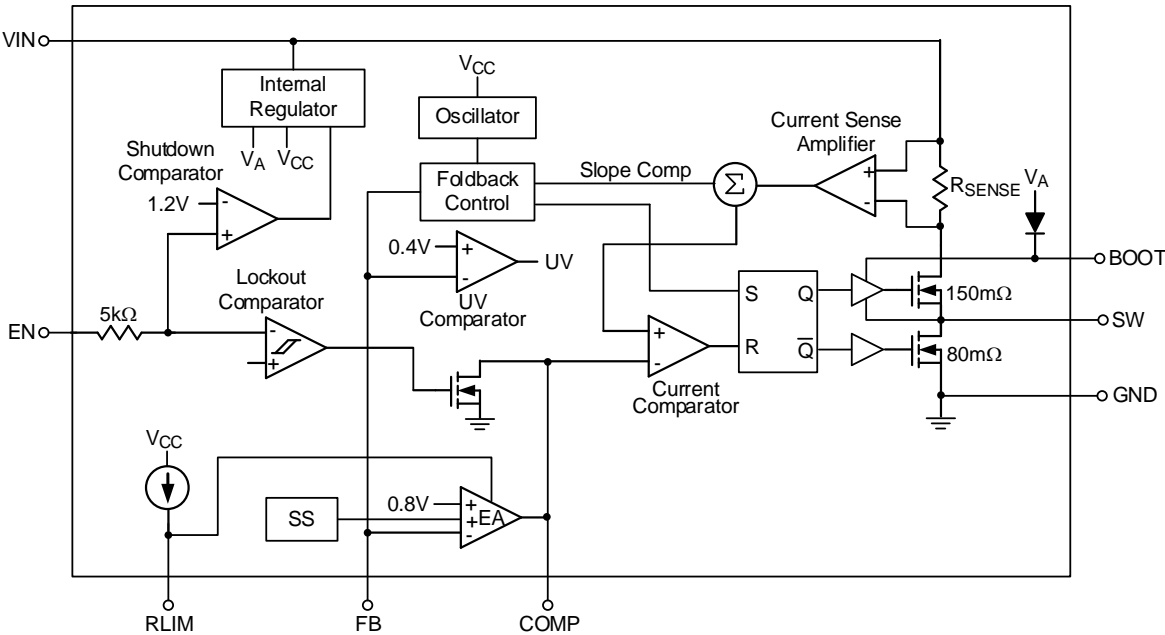 VIN
Internal
Regulator
VA
VCC
Shutdown
Comparator
1.2V
-
+
VCC
Oscillator
Foldback
Control
Slope Comp
Σ
Current Sense
Amplifier
+
-
RSENSE
VA
BOOT
0.4V
+
-
UV
UV
Comparator
Lockout
Comparator
-
+
5kΩ
EN
+
-
Current
Comparator
S
Q
R
Q
150mΩ
SW
80mΩ
GND
VCC
SS
0.8V
+
+
-
EA
RLIM
FB
COMP